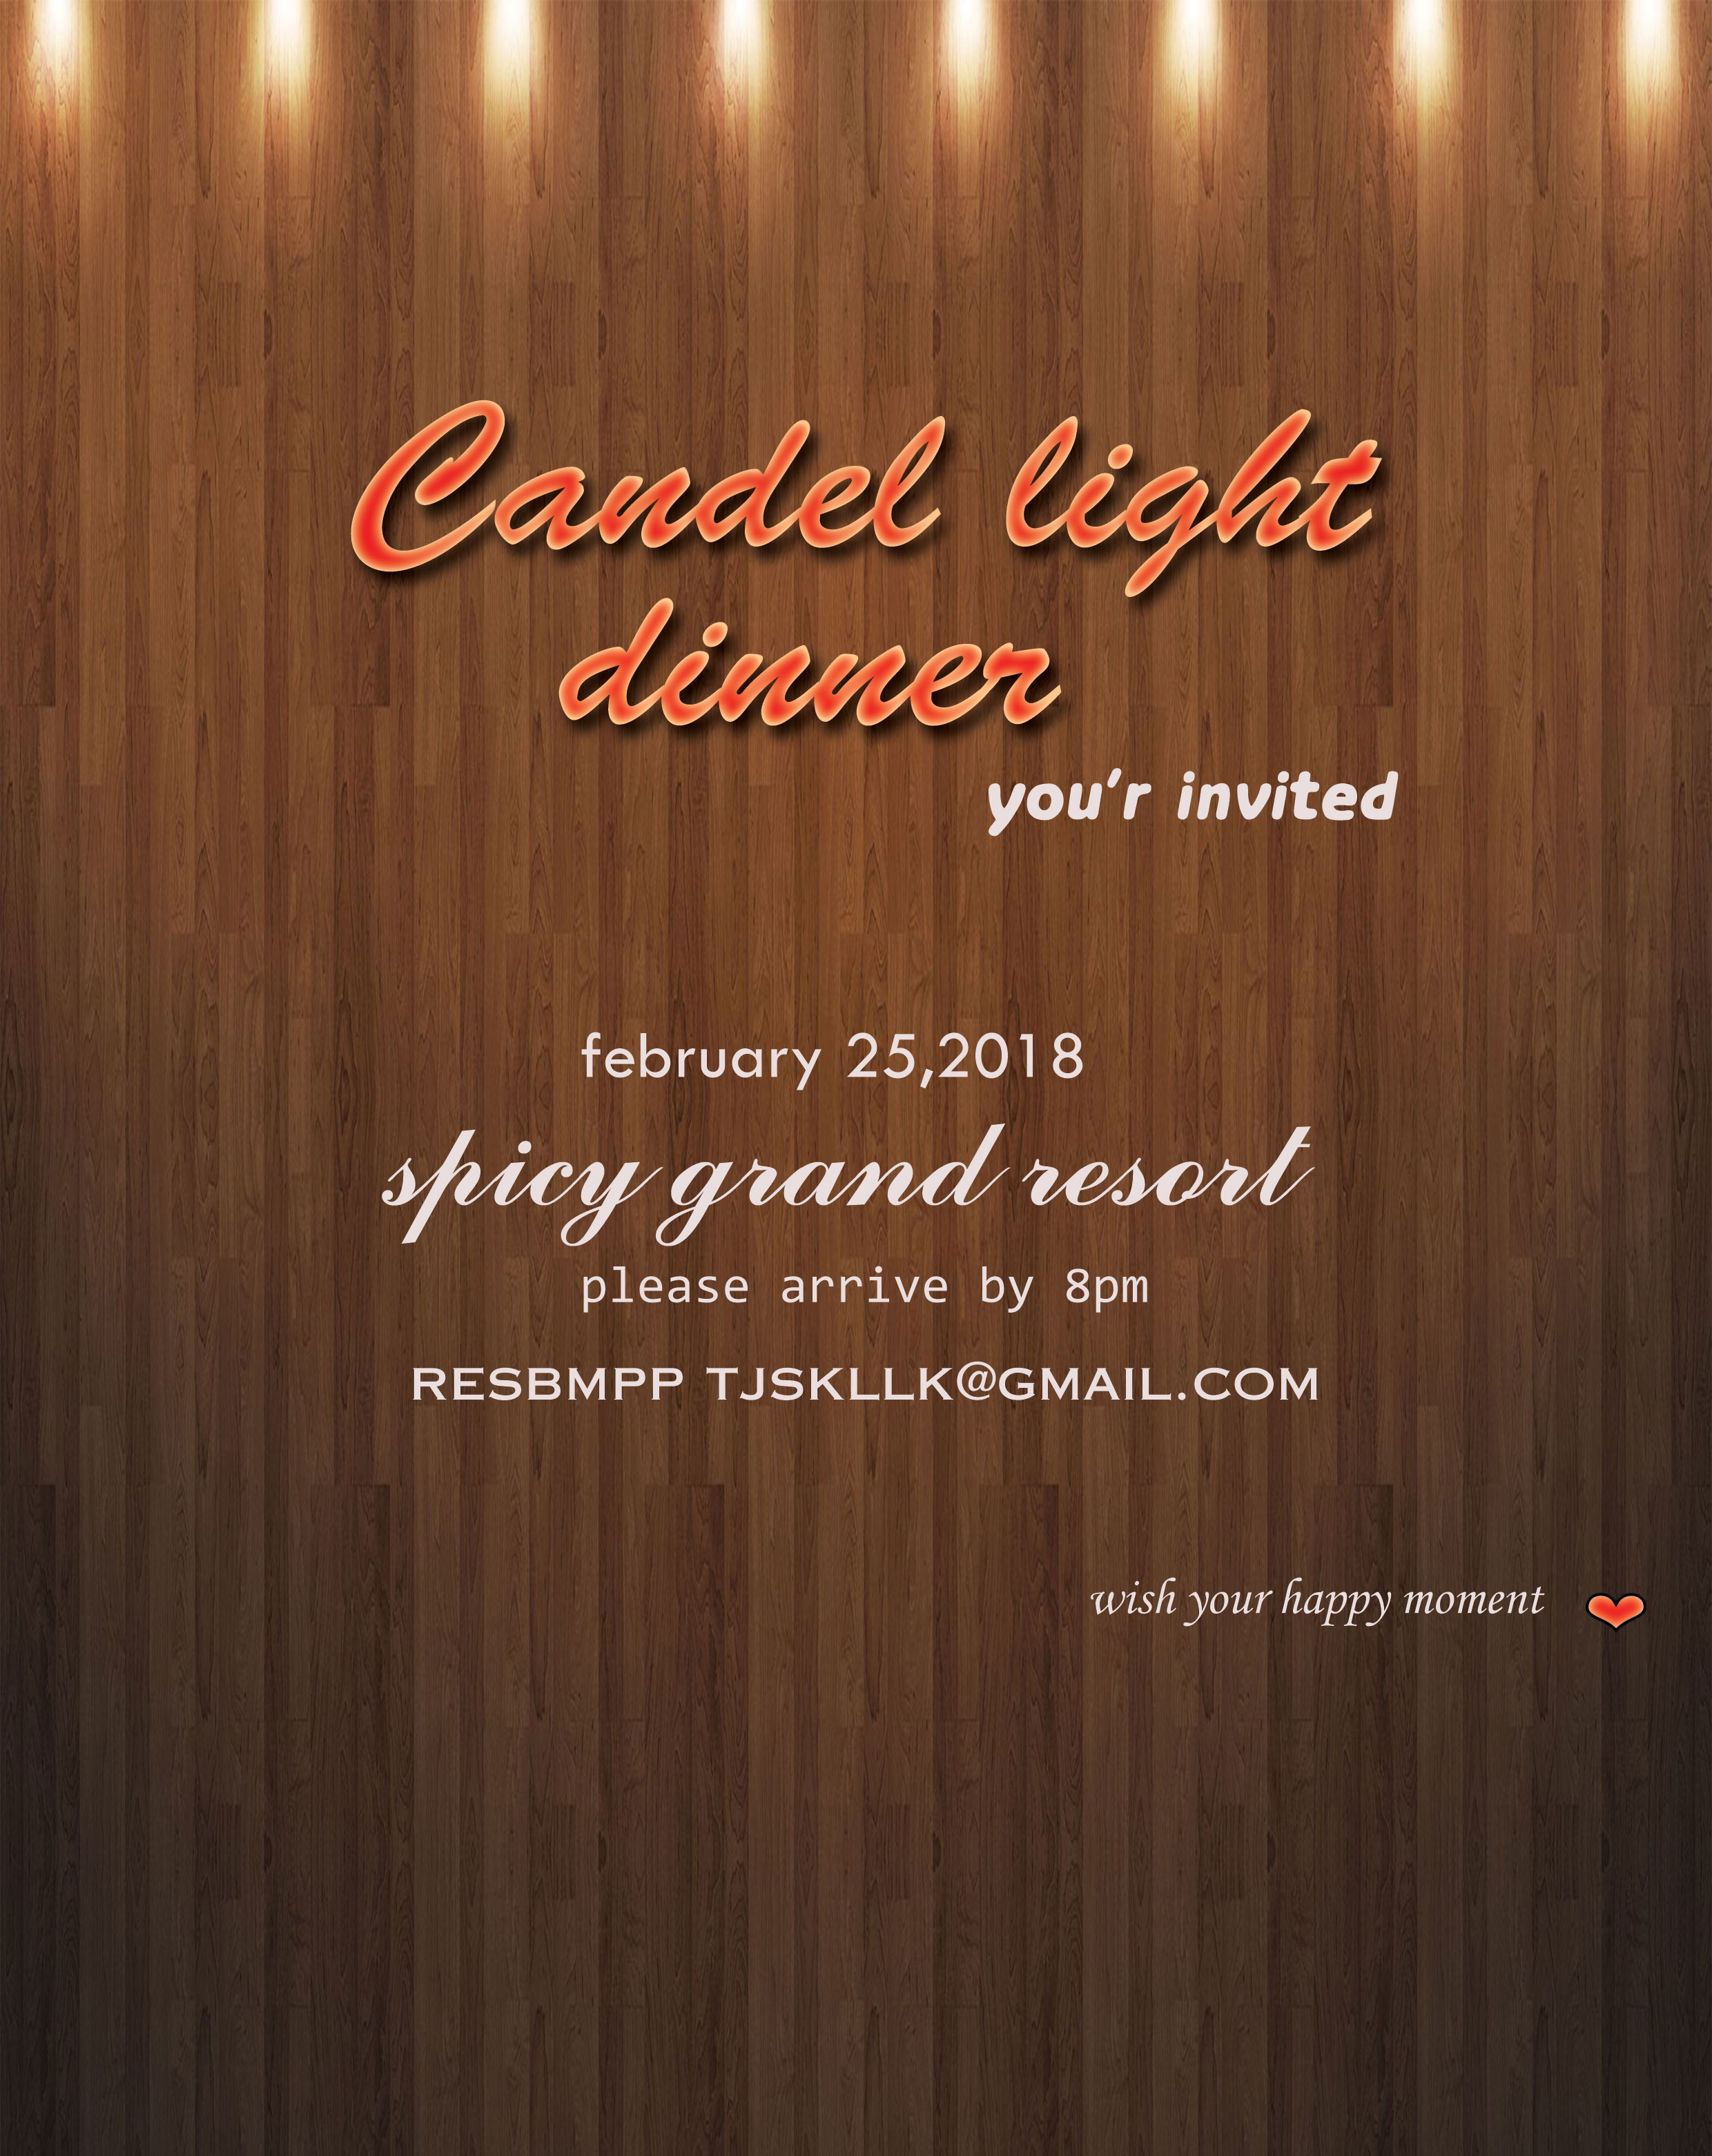 Candel light
dinner
you'r invited
february 25,2018
spicy grand resort
please arrive by 8pm
RESBMPP TJSKLLK@GMAIL.COM
wish your happy moment